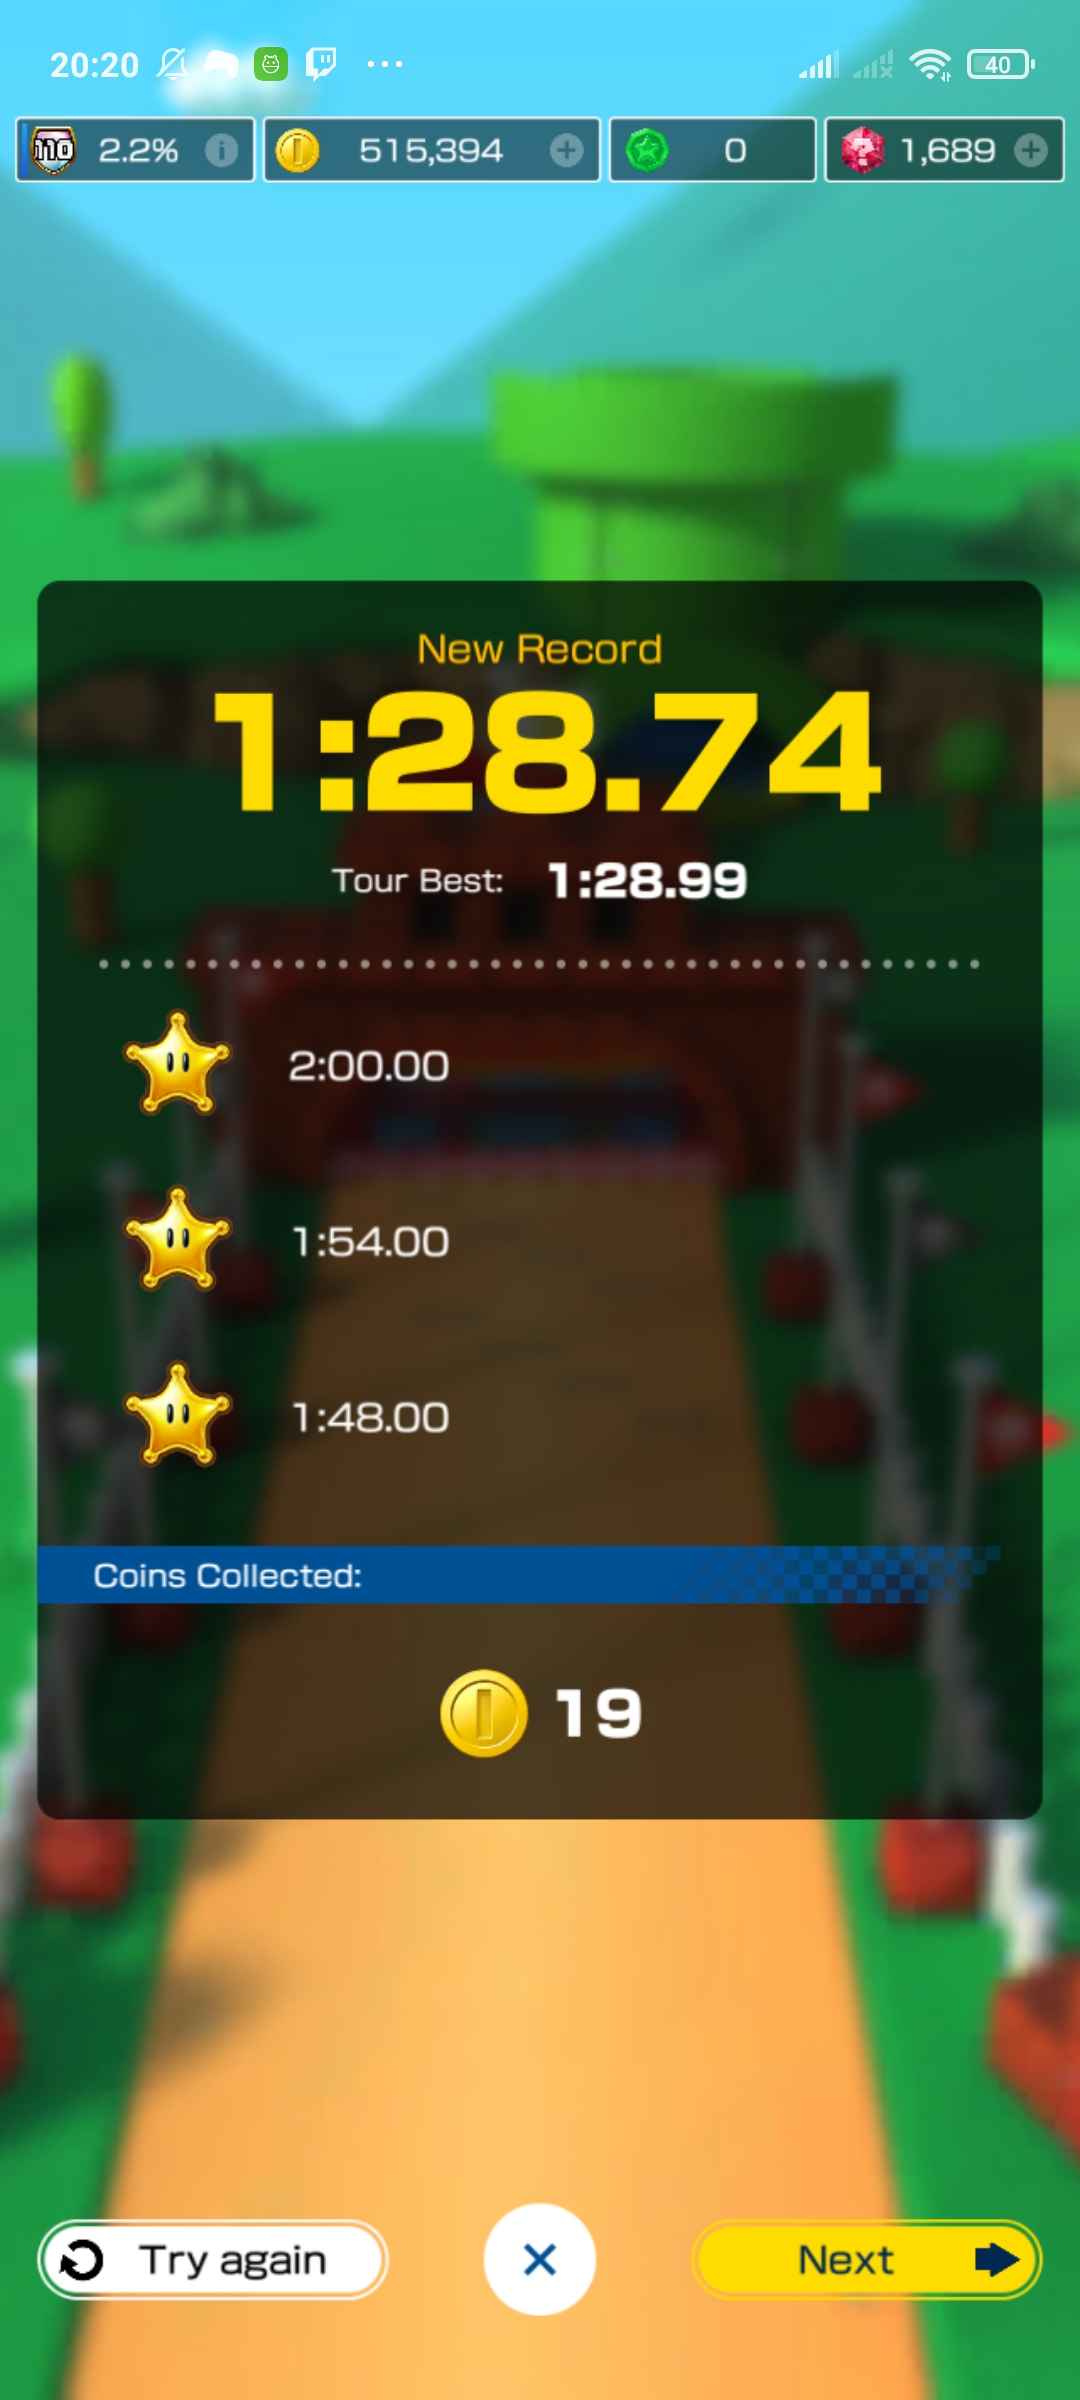 20:20 ... 40
110 2.2% 515,394 0 1,689
New Record
1:28.74
Tour Best: 1:28.99
2:00.00
1:54.00
1:48.00
Coins Collected:
19
Try again
Next